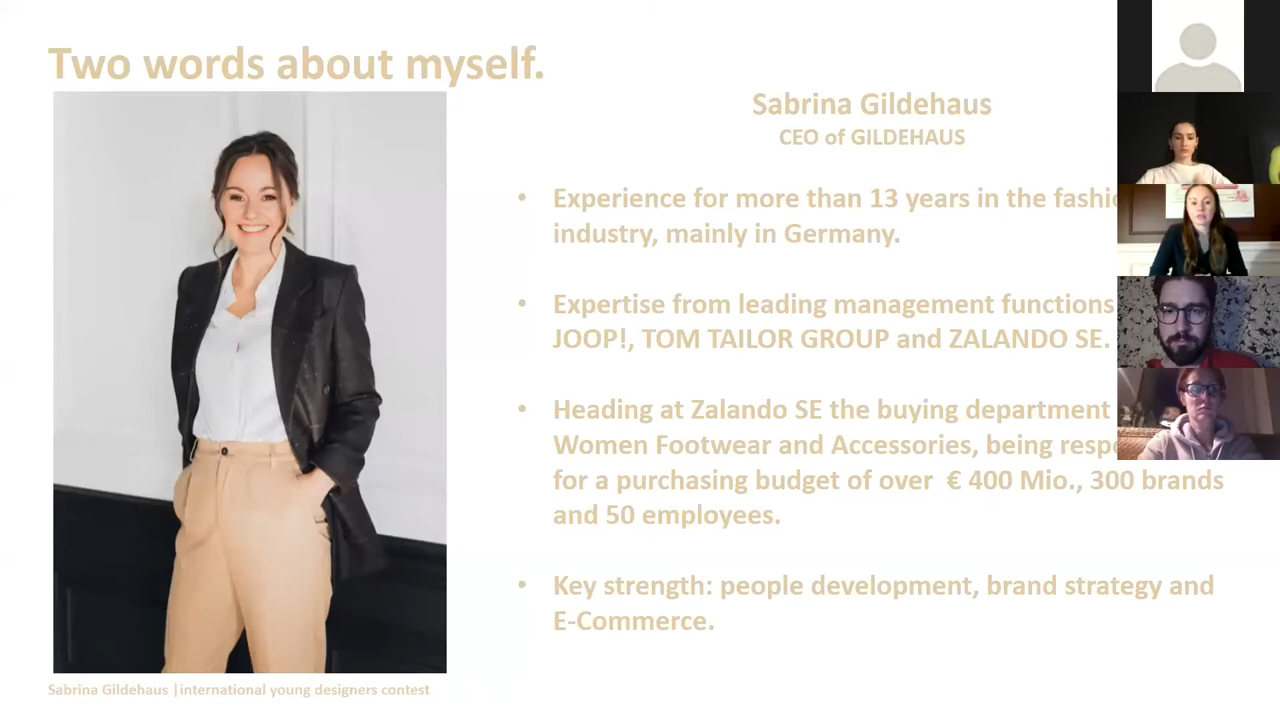 Two words about myself.
Sabrina Gildehaus
CEO of GILDEHAUS
• Experience for more than 13 years in the
industry, mainly in Germany.
• Expertise from leading management functions
JOOP!, TOM TAILOR GROUP and ZALANDO SE.
• Heading at Zalando SE the buying department
Women Footwear and Accessories, being
for a purchasing budget of over € 400 Mio., 300 brands
and 50 employees.
• Key strength: people development, brand strategy and
E-Commerce.
Sabrina Gildehaus |international young designers contest